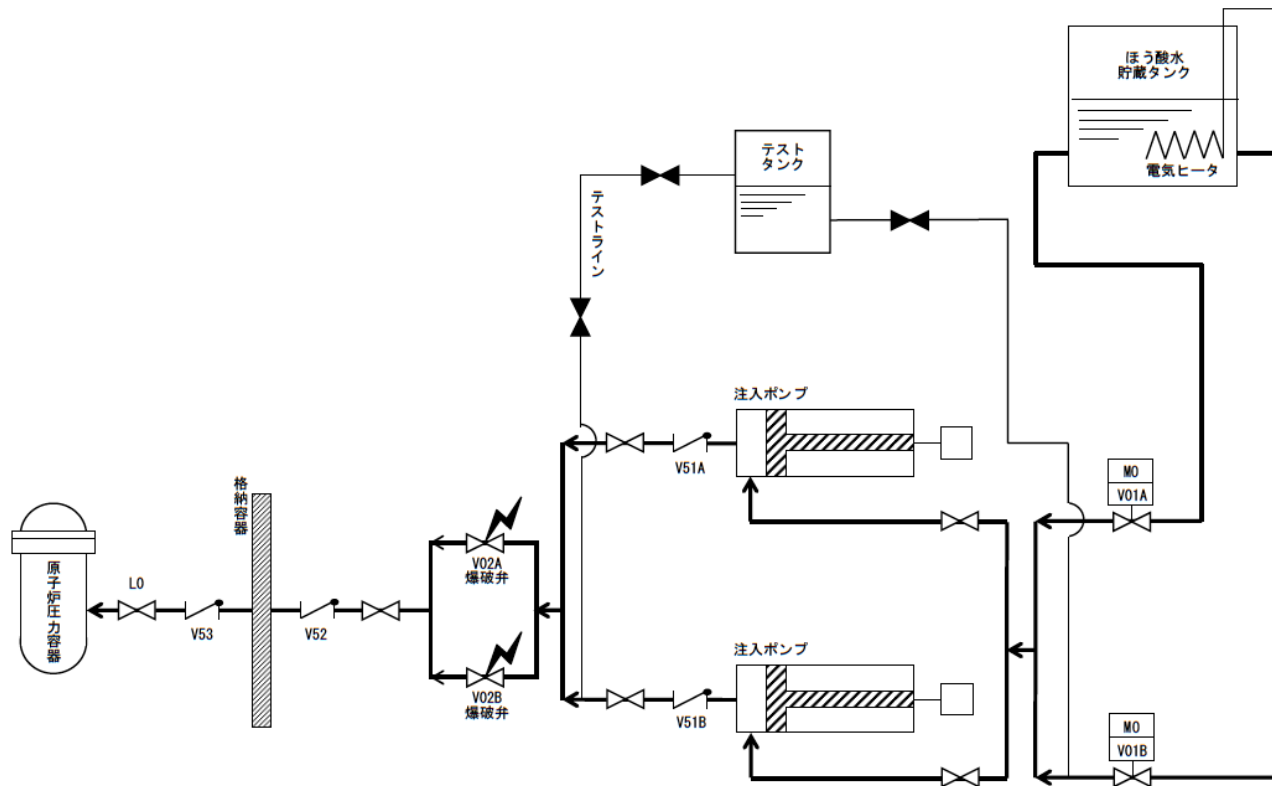 ほう酸水
貯蔵タンク
電気ヒータ
テスト
タンク
テストライン
注入ポンプ
V51A
MO
V01A
格納容器
V02A
爆破弁
原子炉圧力容器
LO
V53
V52
注入ポンプ
V02B
爆破弁
V51B
MO
V01B